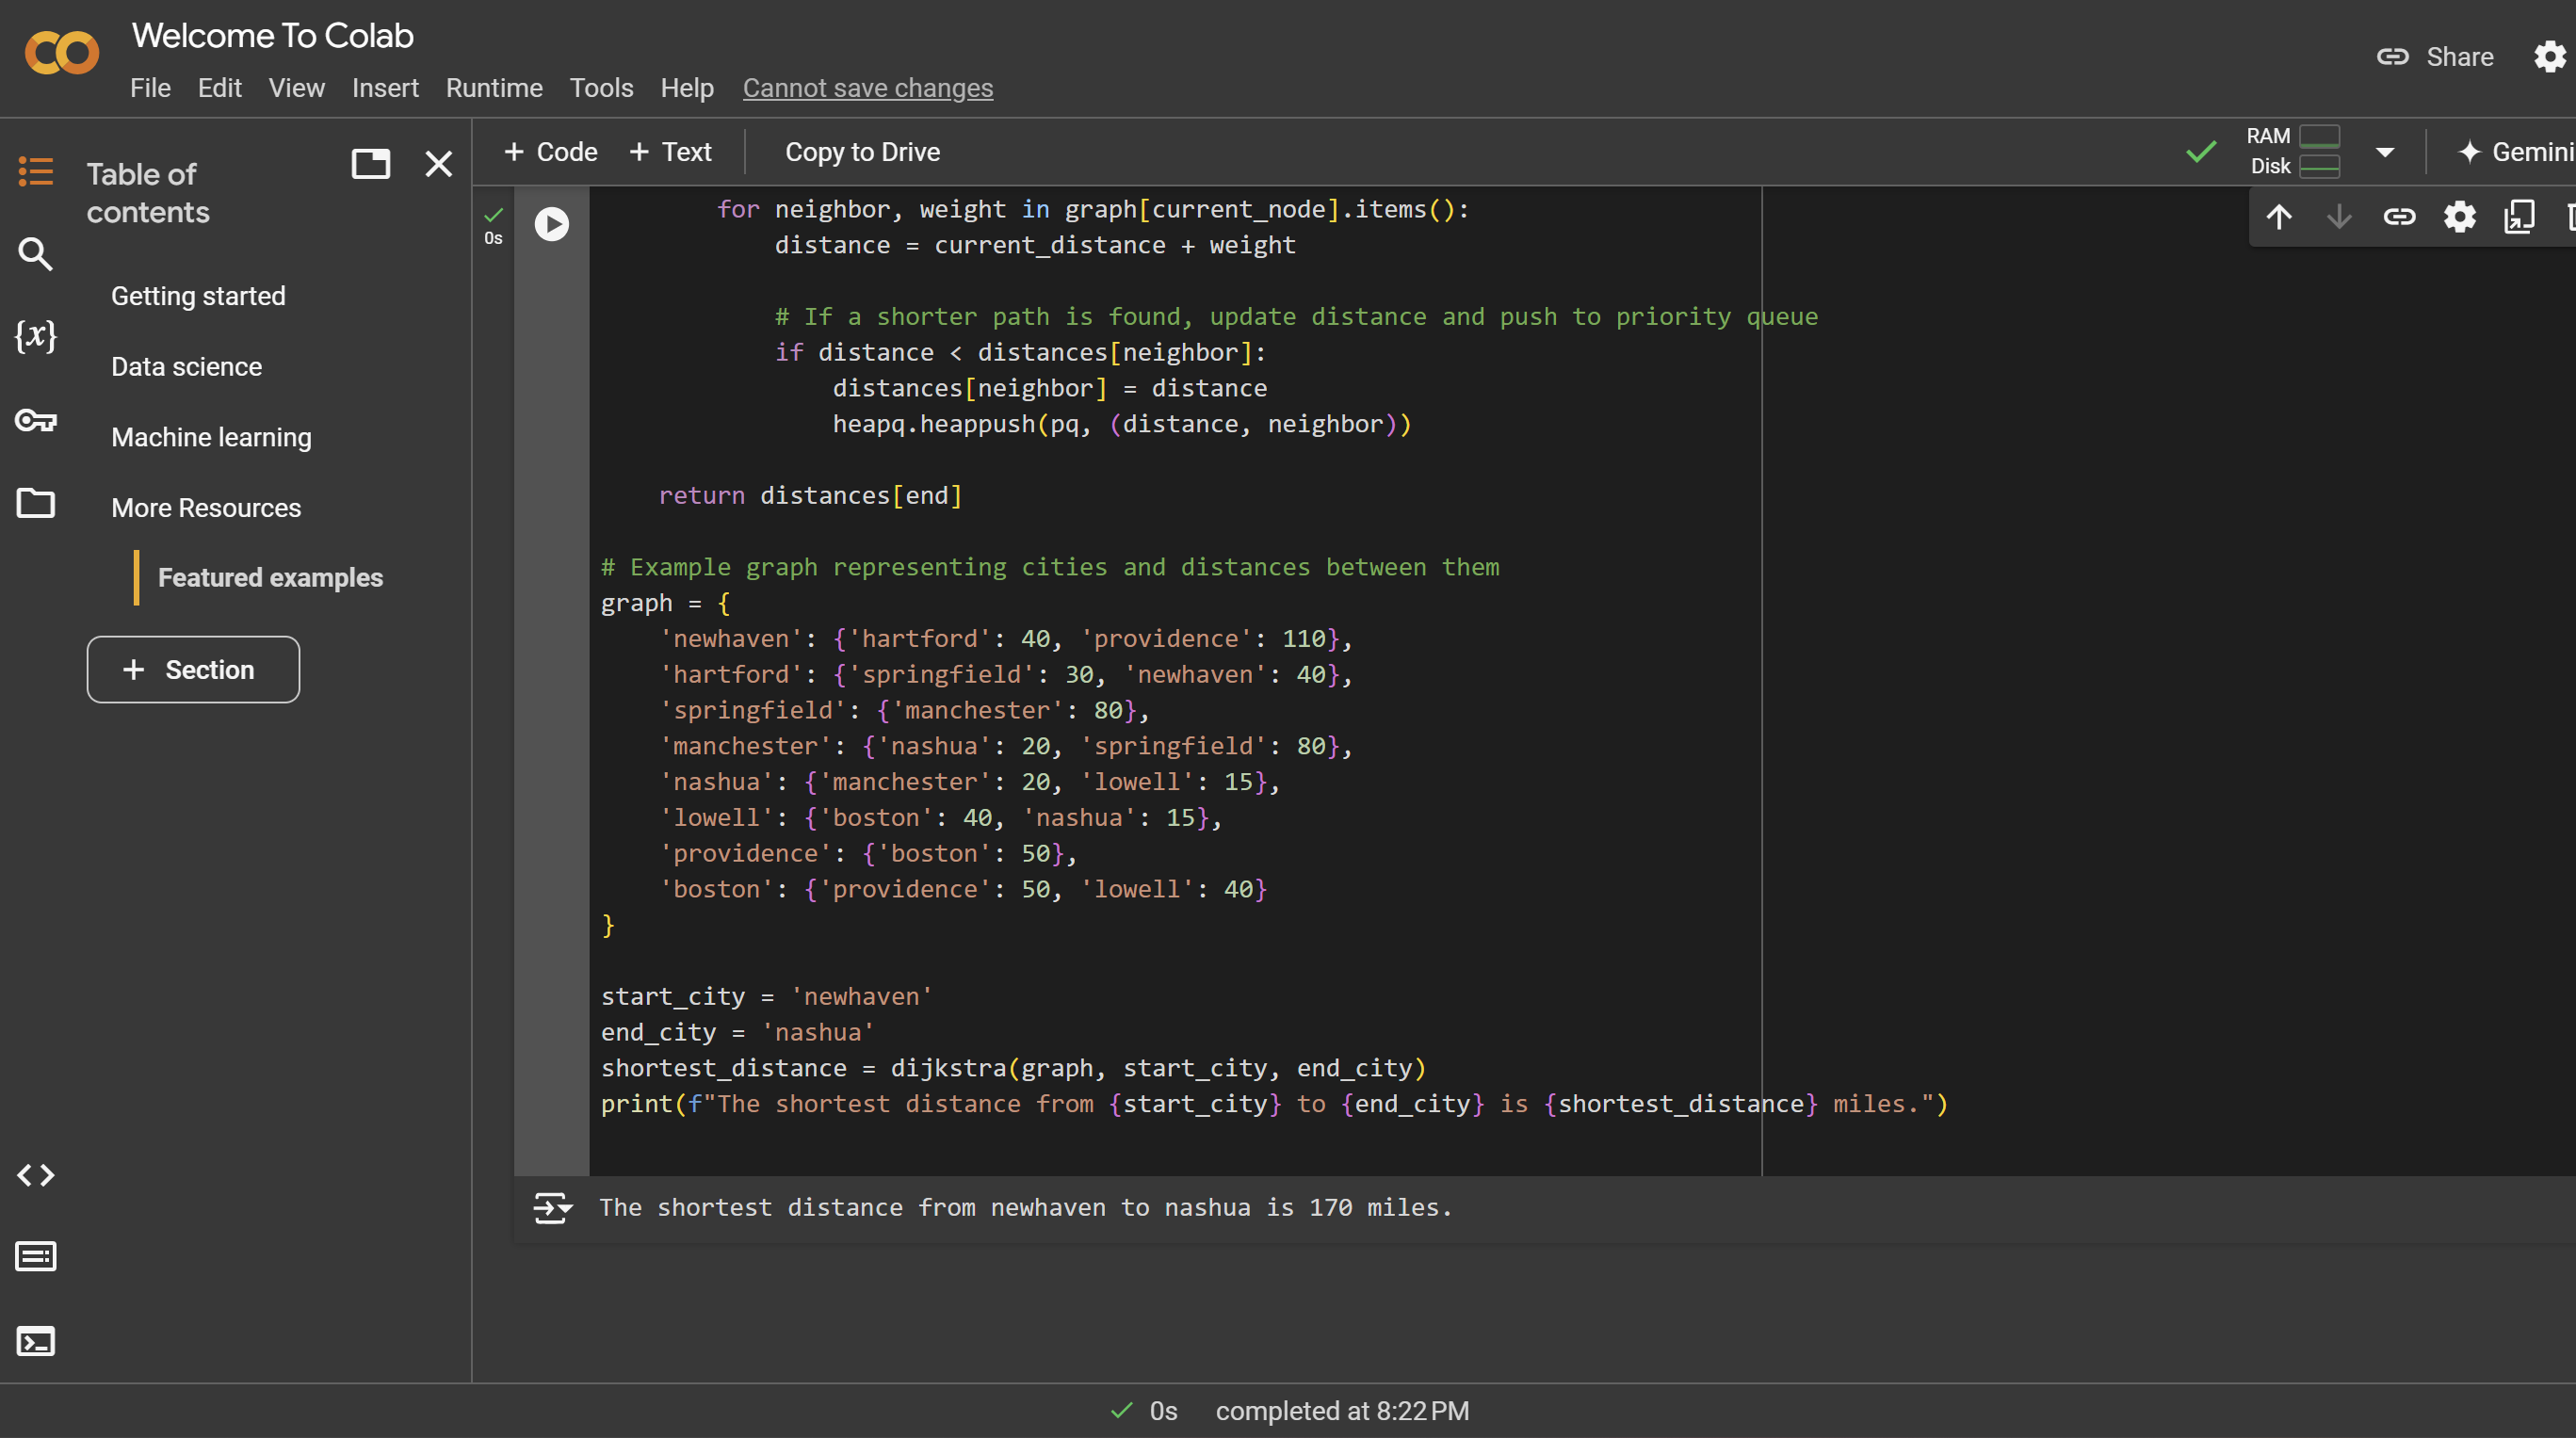 Welcome To Colab
File Edit View Insert Runtime Tools Help Cannot save changes
Share
Table of
contents
Getting started
Data science
Machine learning
More Resources
Featured examples
+ Section
+ Code + Text Copy to Drive
RAM
Disk
Gemini
0s
        for neighbor, weight in graph[current_node].items():
            distance = current_distance + weight
            # If a shorter path is found, update distance and push to priority queue
            if distance < distances[neighbor]:
                distances[neighbor] = distance
                heapq.heappush(pq, (distance, neighbor))
    return distances[end]
# Example graph representing cities and distances between them
graph = {
    'newhaven': {'hartford': 40, 'providence': 110},
    'hartford': {'springfield': 30, 'newhaven': 40},
    'springfield': {'manchester': 80},
    'manchester': {'nashua': 20, 'springfield': 80},
    'nashua': {'manchester': 20, 'lowell': 15},
    'lowell': {'boston': 40, 'nashua': 15},
    'providence': {'boston': 50},
    'boston': {'providence': 50, 'lowell': 40}
}
start_city = 'newhaven'
end_city = 'nashua'
shortest_distance = dijkstra(graph, start_city, end_city)
print(f"The shortest distance from {start_city} to {end_city} is {shortest_distance} miles.")
The shortest distance from newhaven to nashua is 170 miles.
0s completed at 8:22 PM